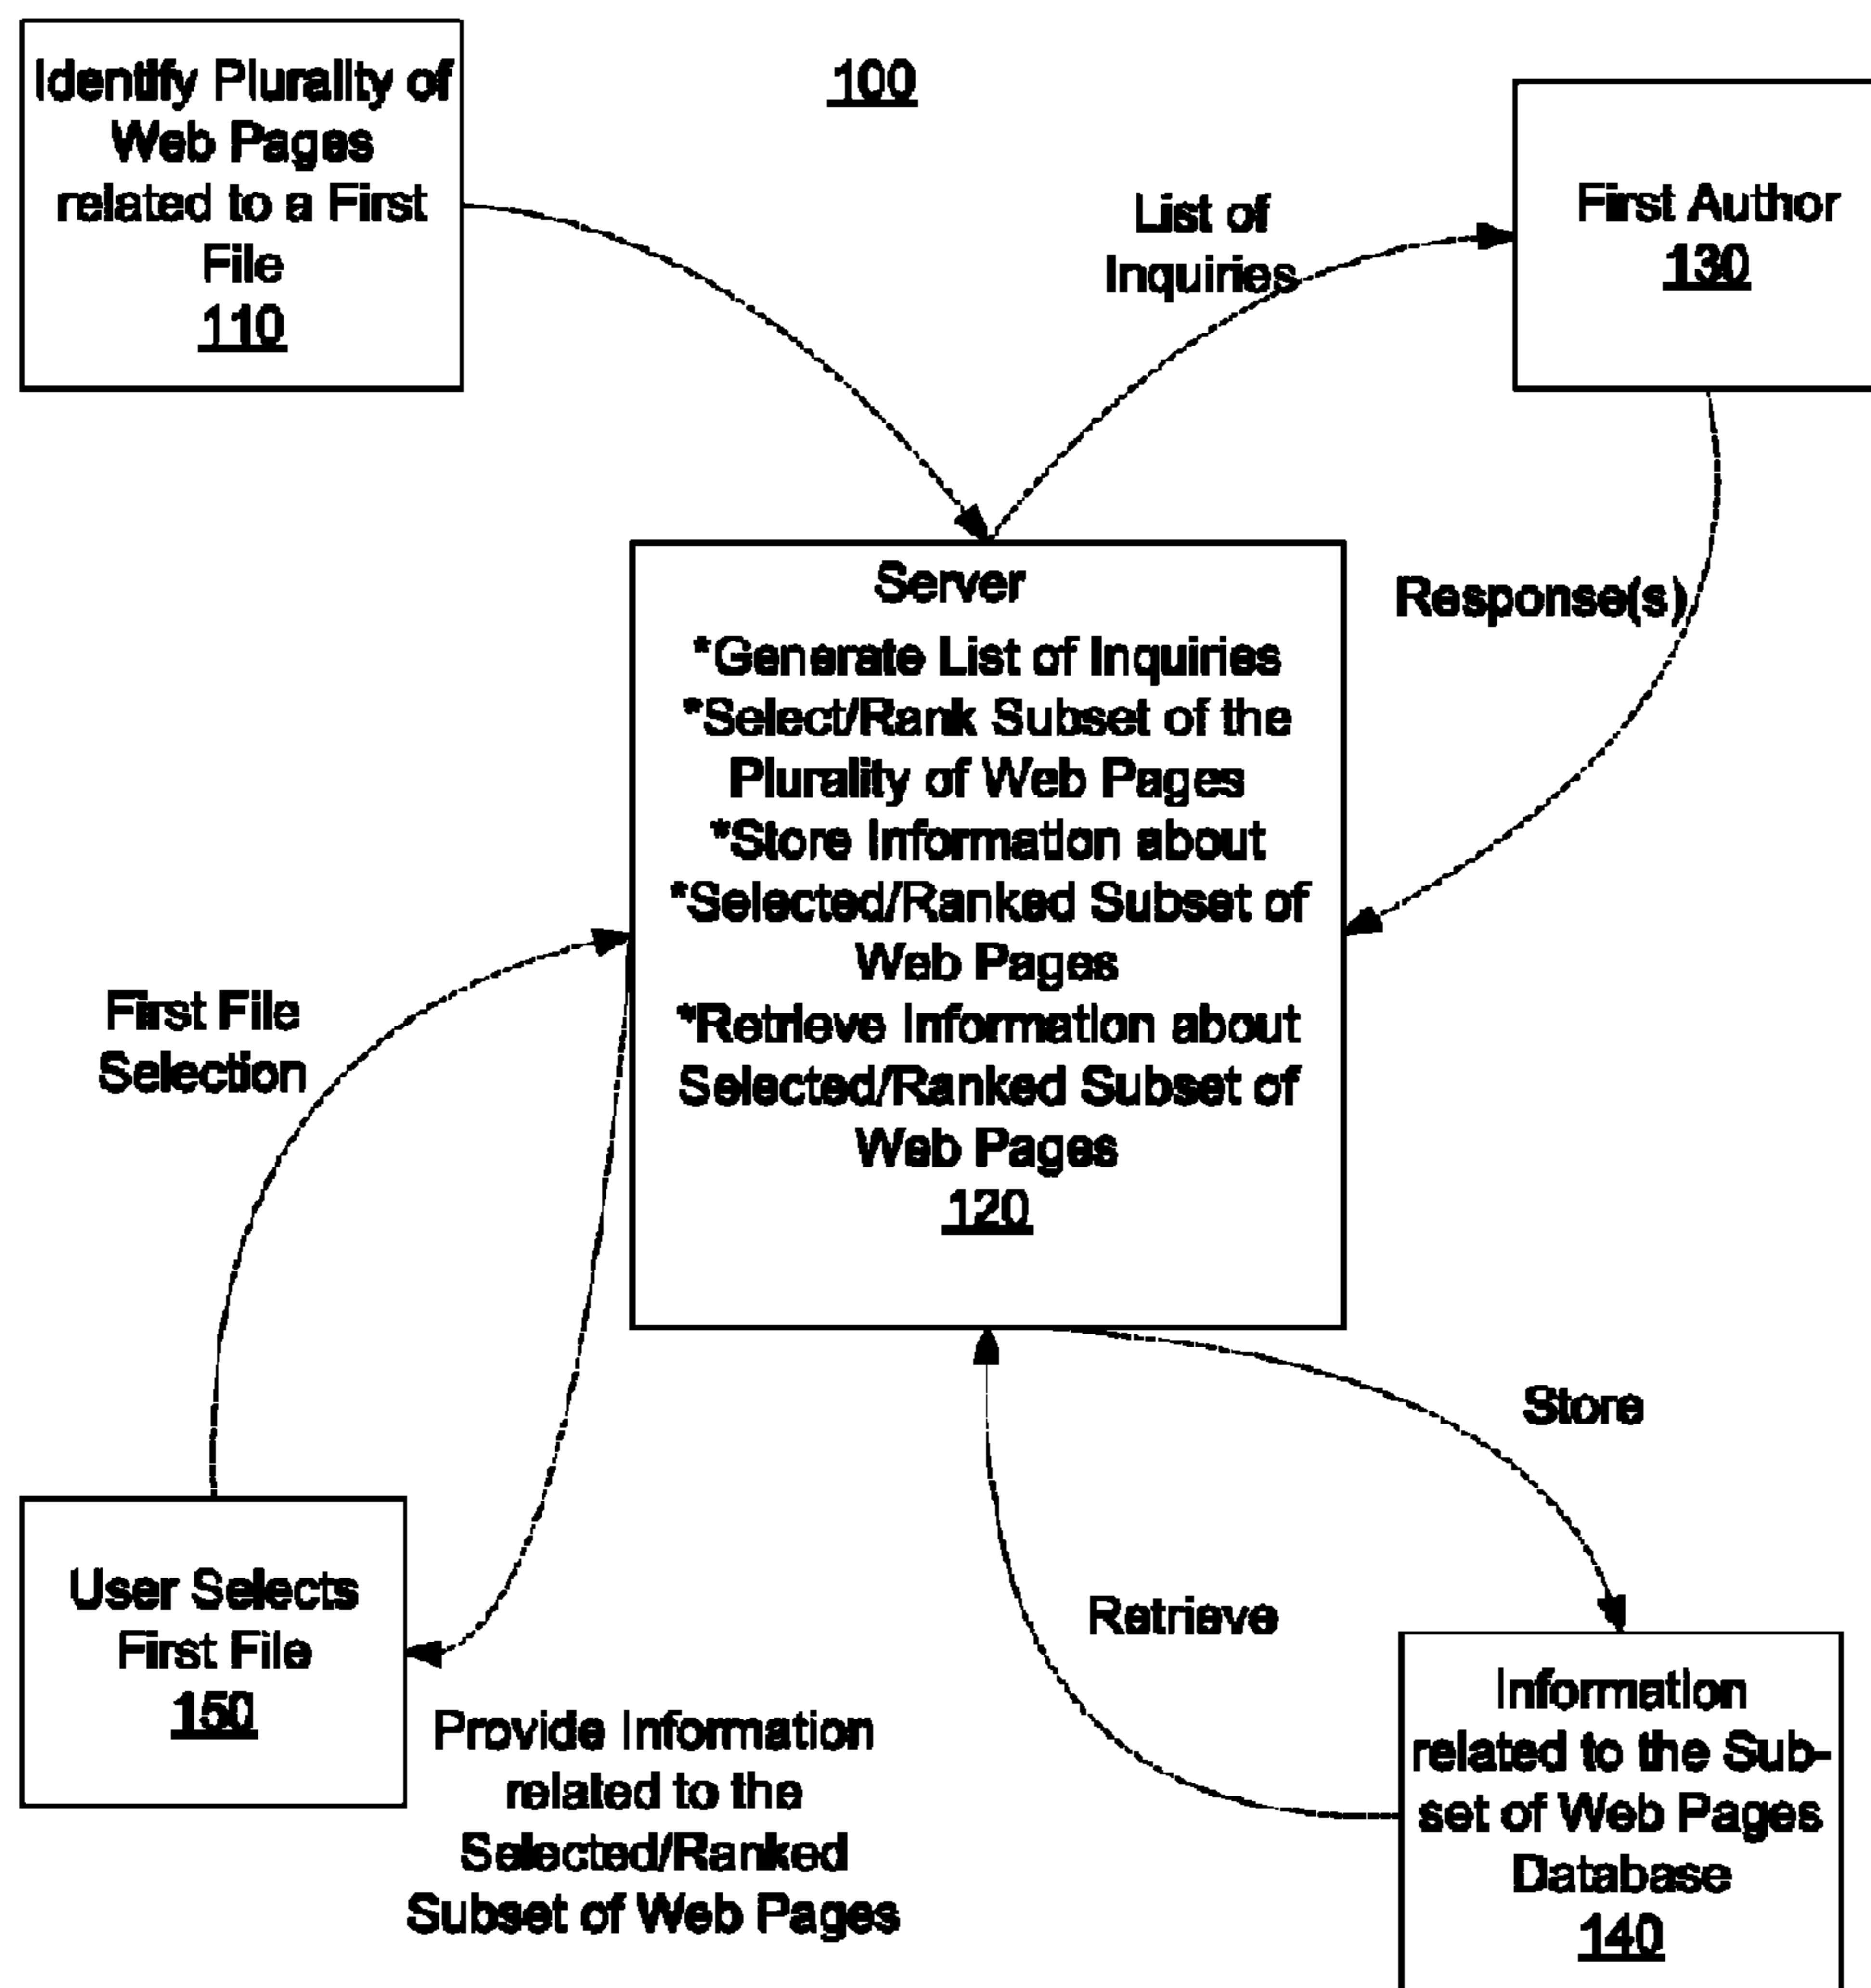 Identify Plurality of
Web Pages
related to a First
File
110
100
List of
Inquiries
First Author
130
Response(s)
Server
*Generate List of Inquiries
*Select/Rank Subset of the
Plurality of Web Pages
*Store Information about
*Selected/Ranked Subset of
Web Pages
*Retrieve Information about
Selected/Ranked Subset of
Web Pages
120
First File
Selection
Store
Retrieve
User Selects
First File
150
Provide Information
related to the
Selected/Ranked
Subset of Web Pages
Information
related to the Sub-
set of Web Pages
Database
140